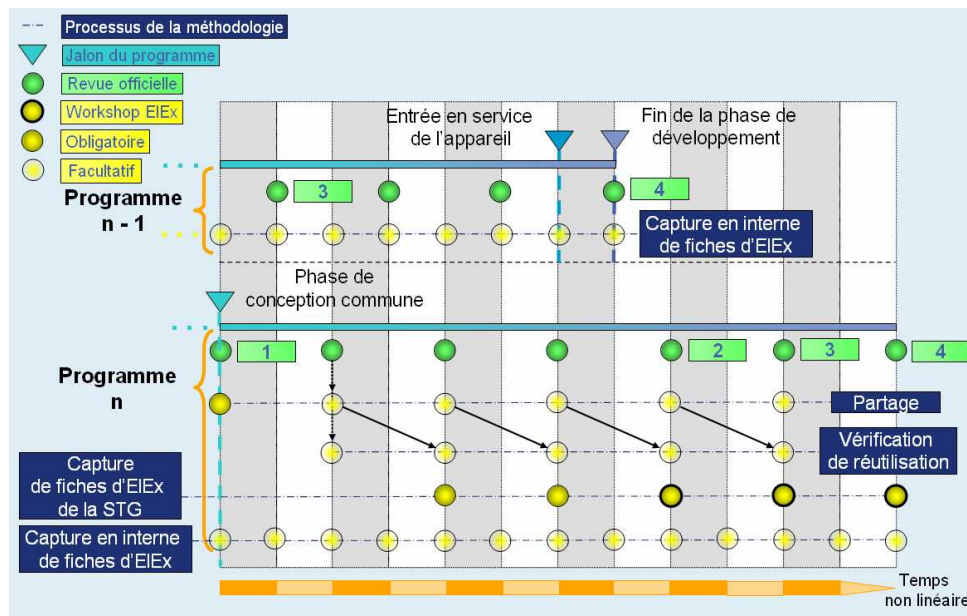 Processus de la méthodologie
Jalon du programme
Revue officielle
Workshop ElEx
Obligatoire
Facultatif
Entrée en service
de l'appareil
Fin de la phase de
développement
Programme
n - 1
3
4
Capture en interne
de fiches d'ElEx
Phase de
conception commune
Programme
n
1
2
3
4
Partage
Vérification
de réutilisation
Capture
de fiches d'ElEx
de la STG
Capture en interne
de fiches d'ElEx
Temps
non linéaire